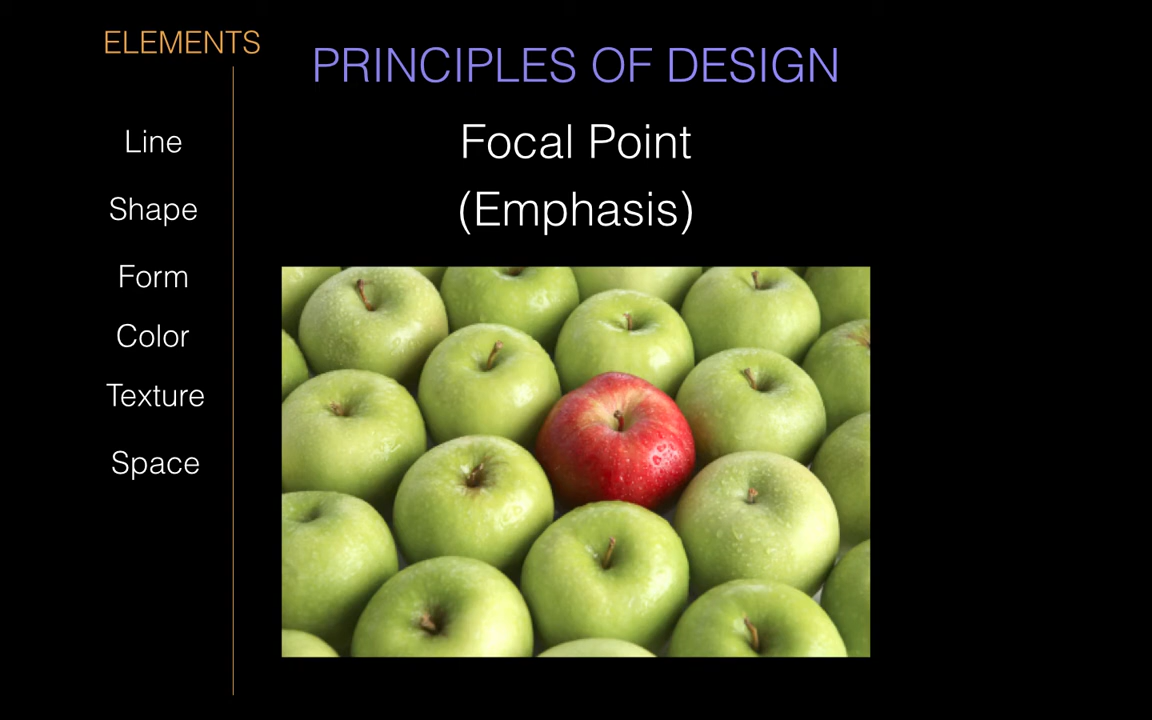 ELEMENTS
PRINCIPLES OF DESIGN
Focal Point
(Emphasis)
Line
Shape
Form
Color
Texture
Space